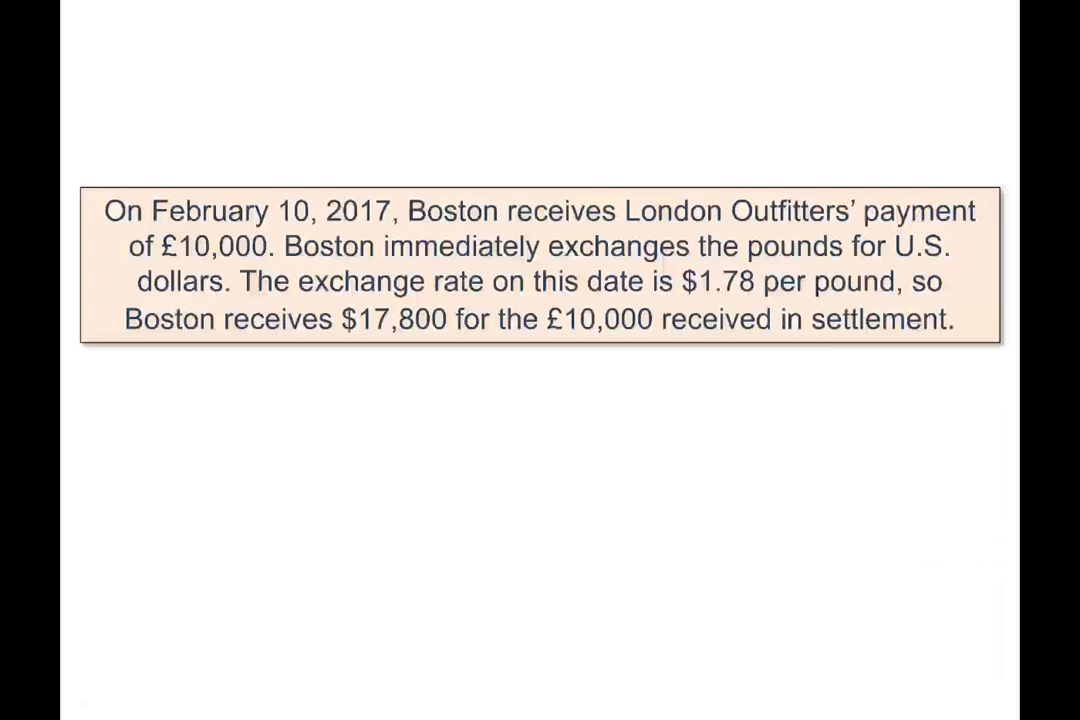 On February 10, 2017, Boston receives London Outfitters’ payment
of £10,000. Boston immediately exchanges the pounds for U.S.
dollars. The exchange rate on this date is $1.78 per pound, so
Boston receives $17,800 for the £10,000 received in settlement.